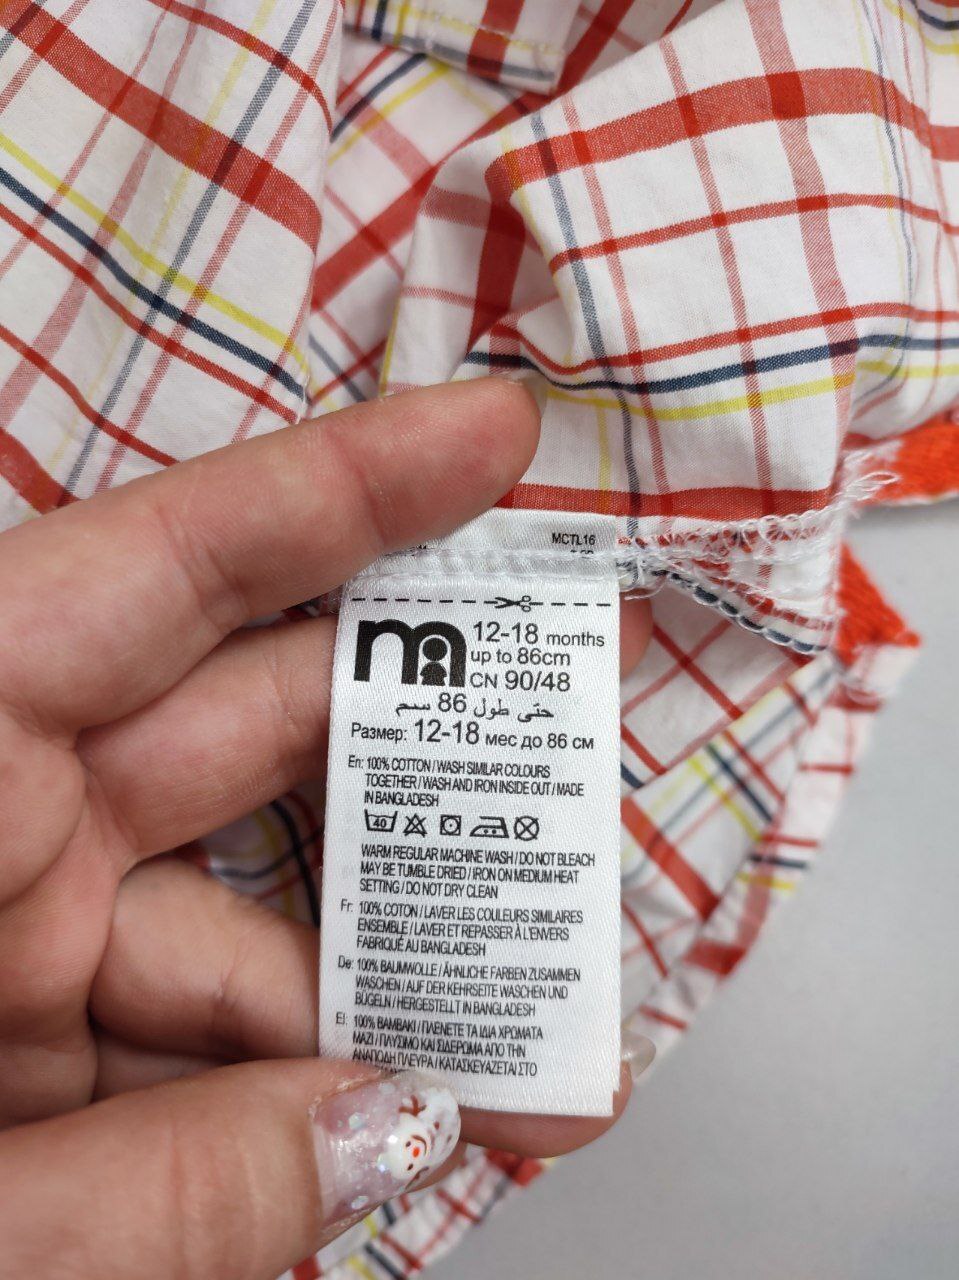 MCTL16
m
12-18 months
up to 86cm
CN 90/48
حتّى طول 86 سم
Размер: 12-18 мес до 86 см
En: 100% COTTON / WASH SIMILAR COLOURS
TOGETHER / WASH AND IRON INSIDE OUT / MADE
IN BANGLADESH
40
WARM REGULAR MACHINE WASH / DO NOT BLEACH
MAY BE TUMBLE DRIED / IRON ON MEDIUM HEAT
SETTING / DO NOT DRY CLEAN
Fr: 100% COTON / LAVER LES COULEURS SIMILAIRES
ENSEMBLE / LAVER ET REPASSER À L'ENVERS
FABRIQUÉ AU BANGLADESH
De: 100% BAUMWOLLE / ÄHNLICHE FARBEN ZUSAMMEN
WASCHEN / AUF DER KEHRSEITE WASCHEN UND
BÜGELN / HERGESTELLT IN BANGLADESH
El: 100% ΒΑΜΒΑΚΙ / ΠΛΕΝΕΤΕ ΤΑ ΙΔΙΑ ΧΡΩΜΑΤΑ
ΜΑΖΙ / ΠΛΥΣΙΜΟ ΚΑΙ ΣΙΔΕΡΩΜΑ ΑΠΟ ΤΗΝ
ΑΝΑΠΟΔΗ ΠΛΕΥΡΑ / ΚΑΤΑΣΚΕΥΑΖΕΤΑΙ ΣΤΟ